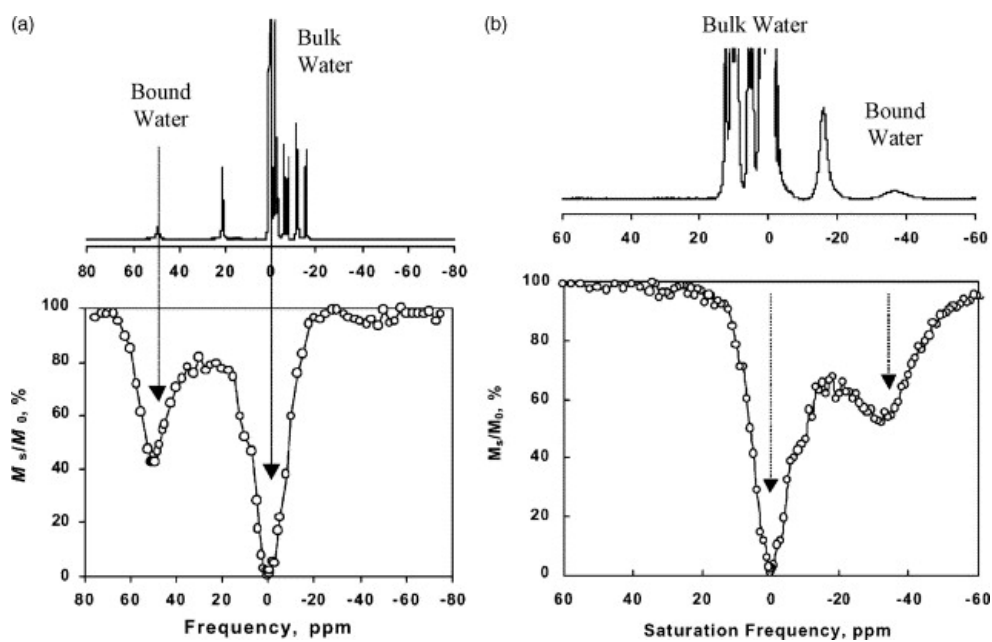 (a)
Bulk
Water
Bound
Water
80 60 40 20 0 -20 -40 -60 -80
100
80
60
40
20
0
M s/M 0, %
80 60 40 20 0 -20 -40 -60 -80
Frequency, ppm
(b)
Bulk Water
Bound
Water
60 40 20 0 -20 -40 -60
100
80
60
40
20
0
Ms/M0, %
60 40 20 0 -20 -40 -60
Saturation Frequency, ppm